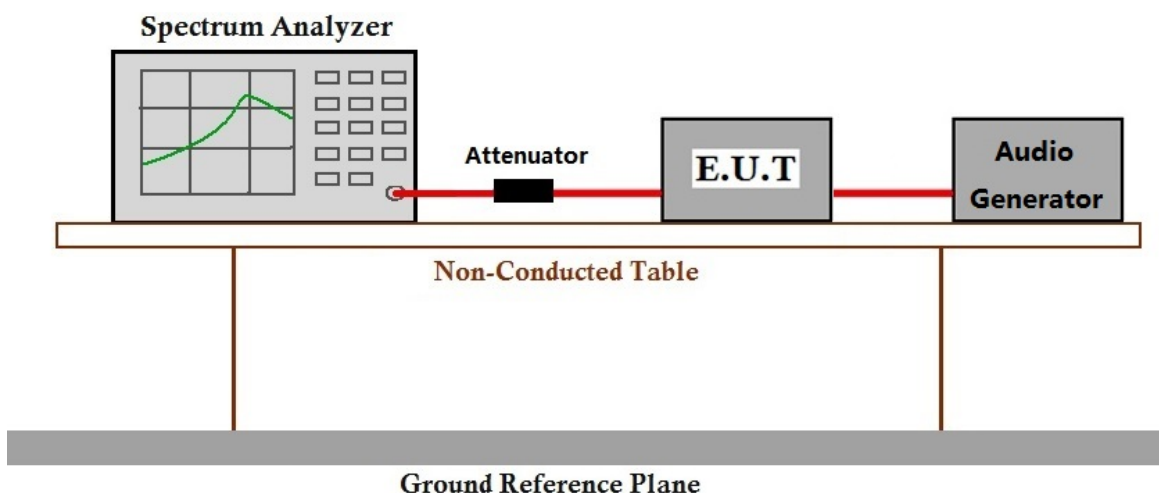 Spectrum Analyzer
Attenuator
E.U.T
Audio
Generator
Non-Conducted Table
Ground Reference Plane